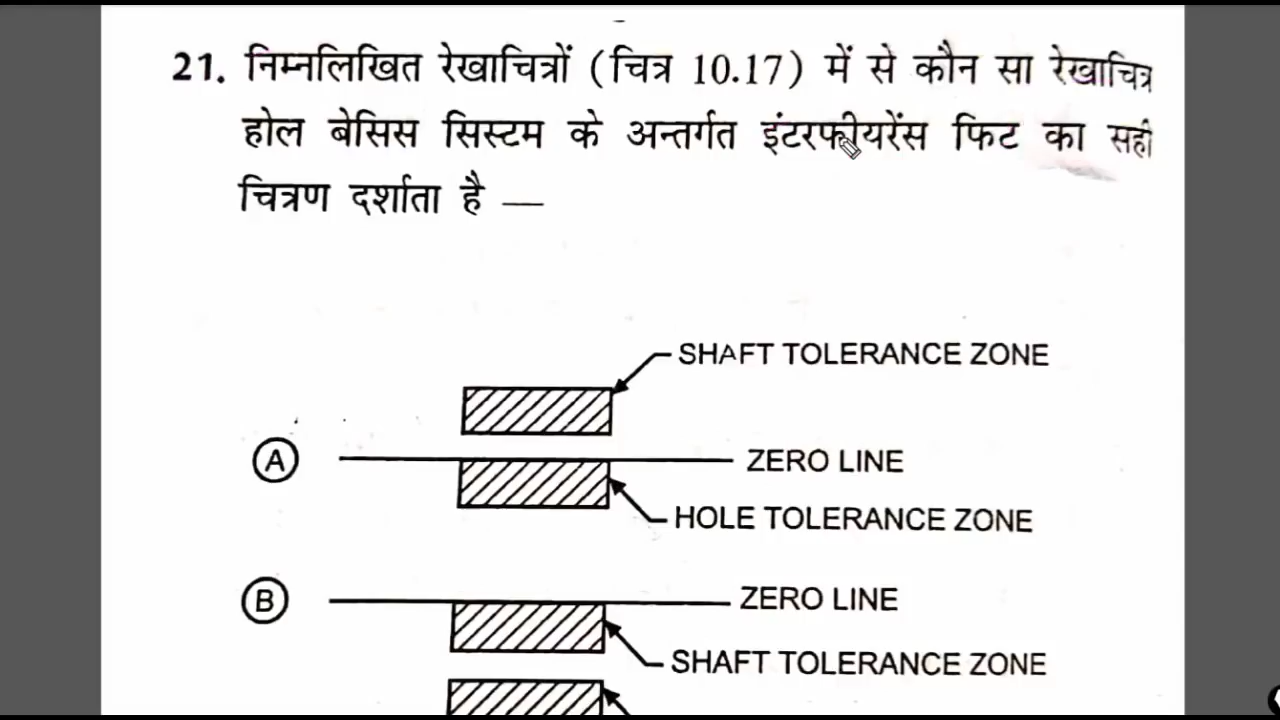 21. निम्नलिखित रेखाचित्रों (चित्र 10.17) में से कौन सा रेखाचित्र
होल बेसिस सिस्टम के अन्तर्गत इंटरफीयरेंस फिट का सही
चित्रण दर्शाता है —
SHAFT TOLERANCE ZONE
A ZERO LINE
HOLE TOLERANCE ZONE
B ZERO LINE
SHAFT TOLERANCE ZONE